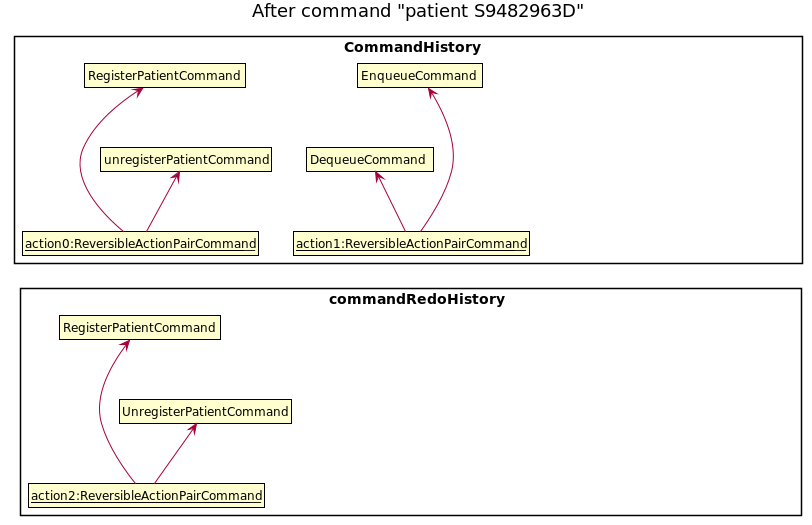 After command "patient S9482963D"
CommandHistory
RegisterPatientCommand
EnqueueCommand
unregisterPatientCommand
DequeueCommand
action0:ReversibleActionPairCommand
action1:ReversibleActionPairCommand
commandRedoHistory
RegisterPatientCommand
UnregisterPatientCommand
action2:ReversibleActionPairCommand